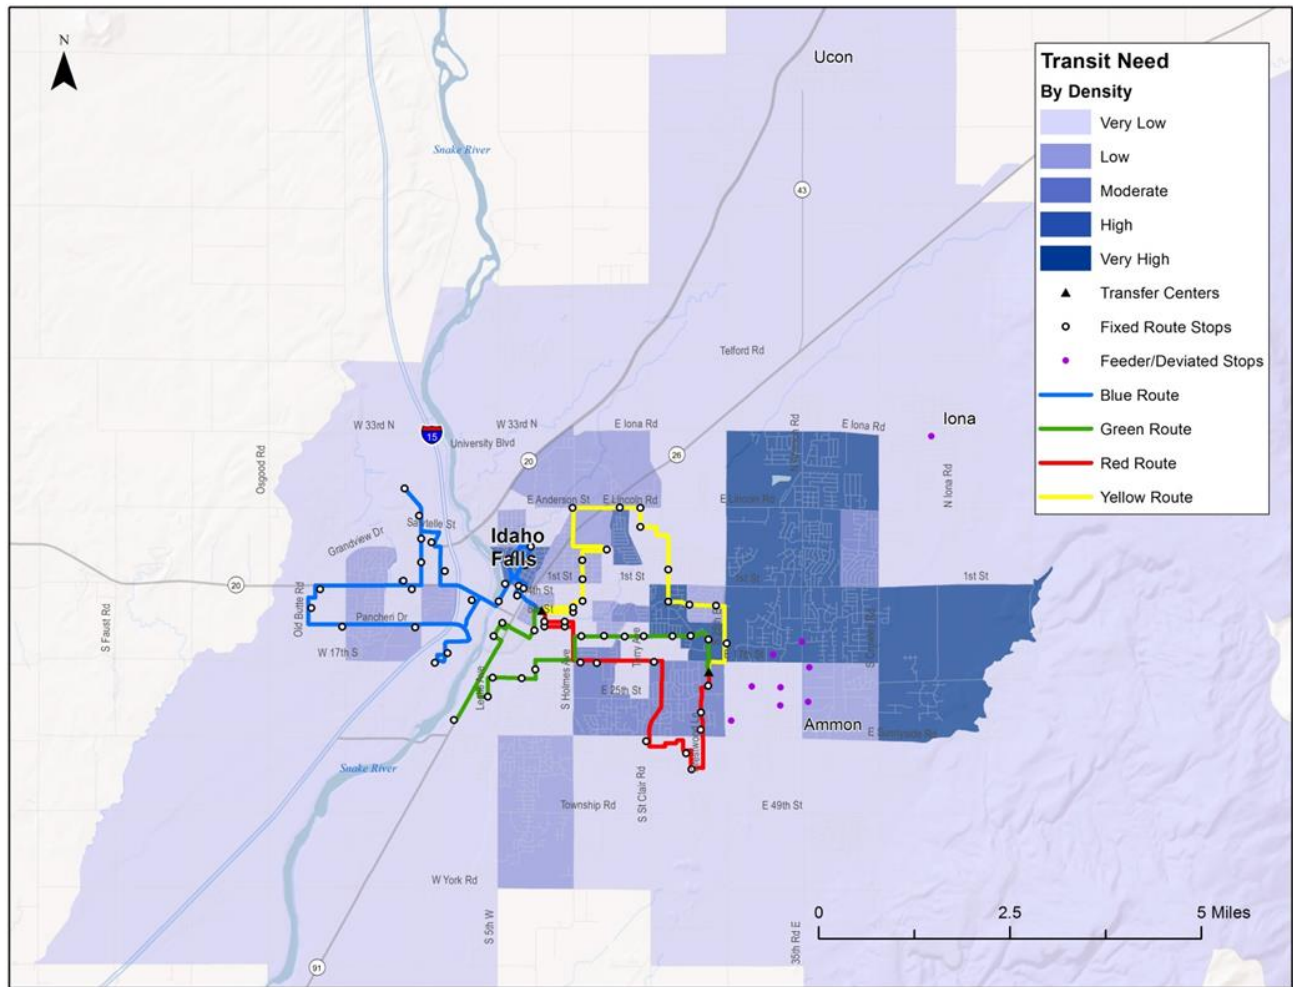 N
Ucon
Snake River
43
Telford Rd
W 33rd N
W 33rd N
E Iona Rd
E Iona Rd
Iona
15
University Blvd
20
26
Osgood Rd
N Iona Rd
E Anderson St
E Lincoln Rd
E Lincoln Rd
Grandview Dr
Idaho
Falls
20
1st St
1st St
1st St
1st St
Old Butte Rd
Pancheri Dr
S Faust Rd
W 17th S
S Holmes Ave
E 25th St
Ammon
E Sunnyside Rd
Snake River
S St Clair Rd
Township Rd
E 49th St
W York Rd
S 5th W
35th Rd E
91
Transit Need
By Density
Very Low
Low
Moderate
High
Very High
Transfer Centers
Fixed Route Stops
Feeder/Deviated Stops
Blue Route
Green Route
Red Route
Yellow Route
0 2.5 5 Miles